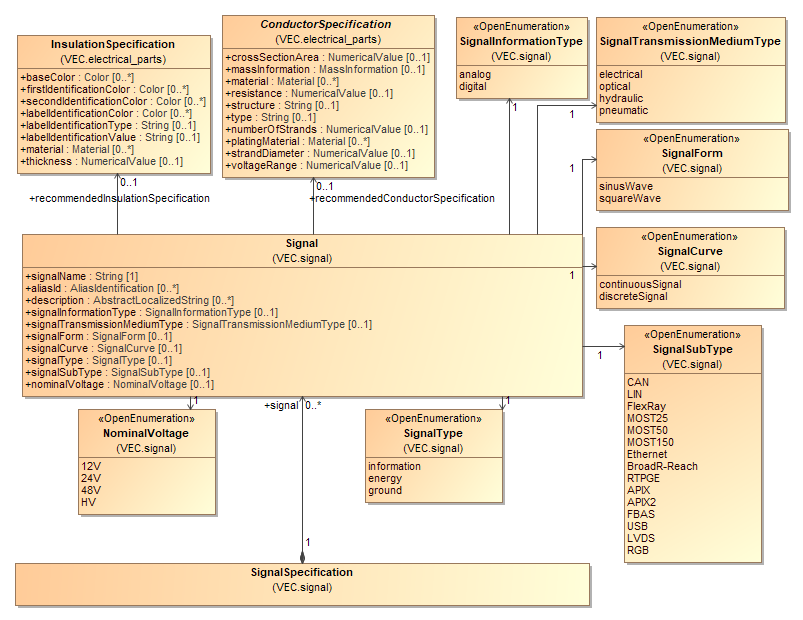 InsulationSpecification
(VEC.electrical_parts)
+baseColor : Color [0..*]
+firstIdentificationColor : Color [0..*]
+secondIdentificationColor : Color [0..*]
+labelIdentificationColor : Color [0..*]
+labelIdentificationType : String [0..1]
+labelIdentificationValue : String [0..1]
+material : Material [0..*]
+thickness : NumericalValue [0..1]
ConductorSpecification
(VEC.electrical_parts)
+crossSectionArea : NumericalValue [0..1]
+massInformation : MassInformation [0..1]
+material : Material [0..*]
+resistance : NumericalValue [0..1]
+structure : String [0..1]
+type : String [0..1]
+numberOfStrands : NumericalValue [0..1]
+platingMaterial : Material [0..*]
+strandDiameter : NumericalValue [0..1]
+voltageRange : NumericalValue [0..1]
«OpenEnumeration»
SignalInformationType
(VEC.signal)
analog
digital
«OpenEnumeration»
SignalTransmissionMediumType
(VEC.signal)
electrical
optical
hydraulic
pneumatic
1
1
«OpenEnumeration»
SignalForm
(VEC.signal)
sinusWave
squareWave
1
0..1
+recommendedInsulationSpecification
0..1
+recommendedConductorSpecification
Signal
(VEC.signal)
+signalName : String [1]
+aliasId : AliasIdentification [0..*]
+description : AbstractLocalizedString [0..*]
+signalInformationType : SignalInformationType [0..1]
+signalTransmissionMediumType : SignalTransmissionMediumType [0..1]
+signalForm : SignalForm [0..1]
+signalCurve : SignalCurve [0..1]
+signalType : SignalType [0..1]
+signalSubType : SignalSubType [0..1]
+nominalVoltage : NominalVoltage [0..1]
1
«OpenEnumeration»
SignalCurve
(VEC.signal)
continuousSignal
discreteSignal
1
«OpenEnumeration»
SignalSubType
(VEC.signal)
CAN
LIN
FlexRay
MOST25
MOST50
MOST150
Ethernet
BroadR-Reach
RTPGE
APIX
APIX2
FBAS
USB
LVDS
RGB
1
+signal 0..*
1
«OpenEnumeration»
NominalVoltage
(VEC.signal)
12V
24V
48V
HV
«OpenEnumeration»
SignalType
(VEC.signal)
information
energy
ground
1
SignalSpecification
(VEC.signal)